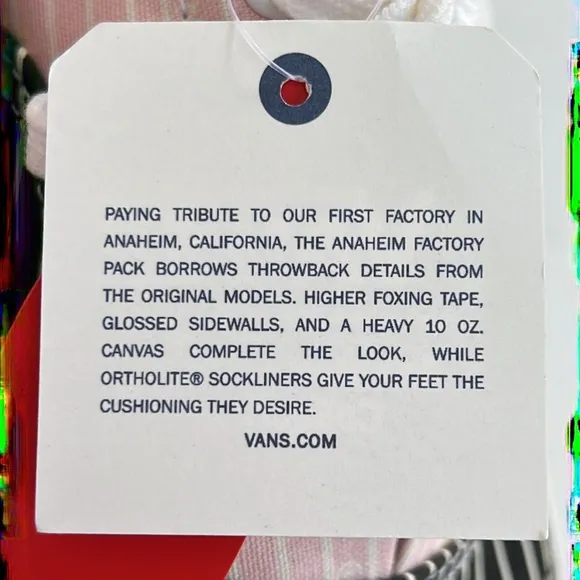 PAYING TRIBUTE TO OUR FIRST FACTORY IN
ANAHEIM, CALIFORNIA, THE ANAHEIM FACTORY
PACK BORROWS THROWBACK DETAILS FROM
THE ORIGINAL MODELS. HIGHER FOXING TAPE,
GLOSSED SIDEWALLS, AND A HEAVY 10 OZ.
CANVAS COMPLETE THE LOOK, WHILE
ORTHOLITE® SOCKLINERS GIVE YOUR FEET THE
CUSHIONING THEY DESIRE.
VANS.COM